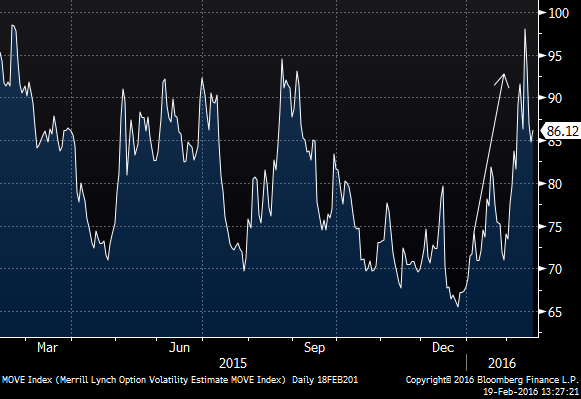 100
95
90
86.12
85
80
75
70
65
Mar Jun Sep Dec
2015 2016
MOVE Index (Merrill Lynch Option Volatility Estimate MOVE Index) Daily 18FEB201
Copyright© 2016 Bloomberg Finance L.P.
19-Feb-2016 13:27:21